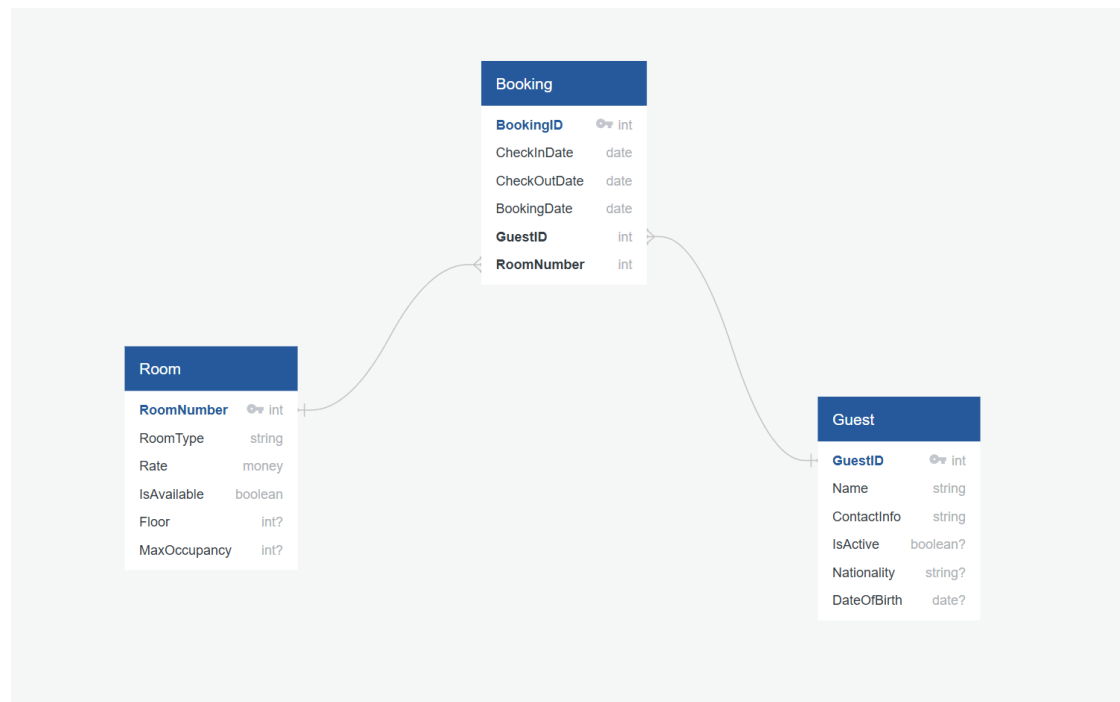 Booking
BookingID int
CheckInDate date
CheckOutDate date
BookingDate date
GuestID int
RoomNumber int
Room
RoomNumber int
RoomType string
Rate money
IsAvailable boolean
Floor int?
MaxOccupancy int?
Guest
GuestID int
Name string
ContactInfo string
IsActive boolean?
Nationality string?
DateOfBirth date?